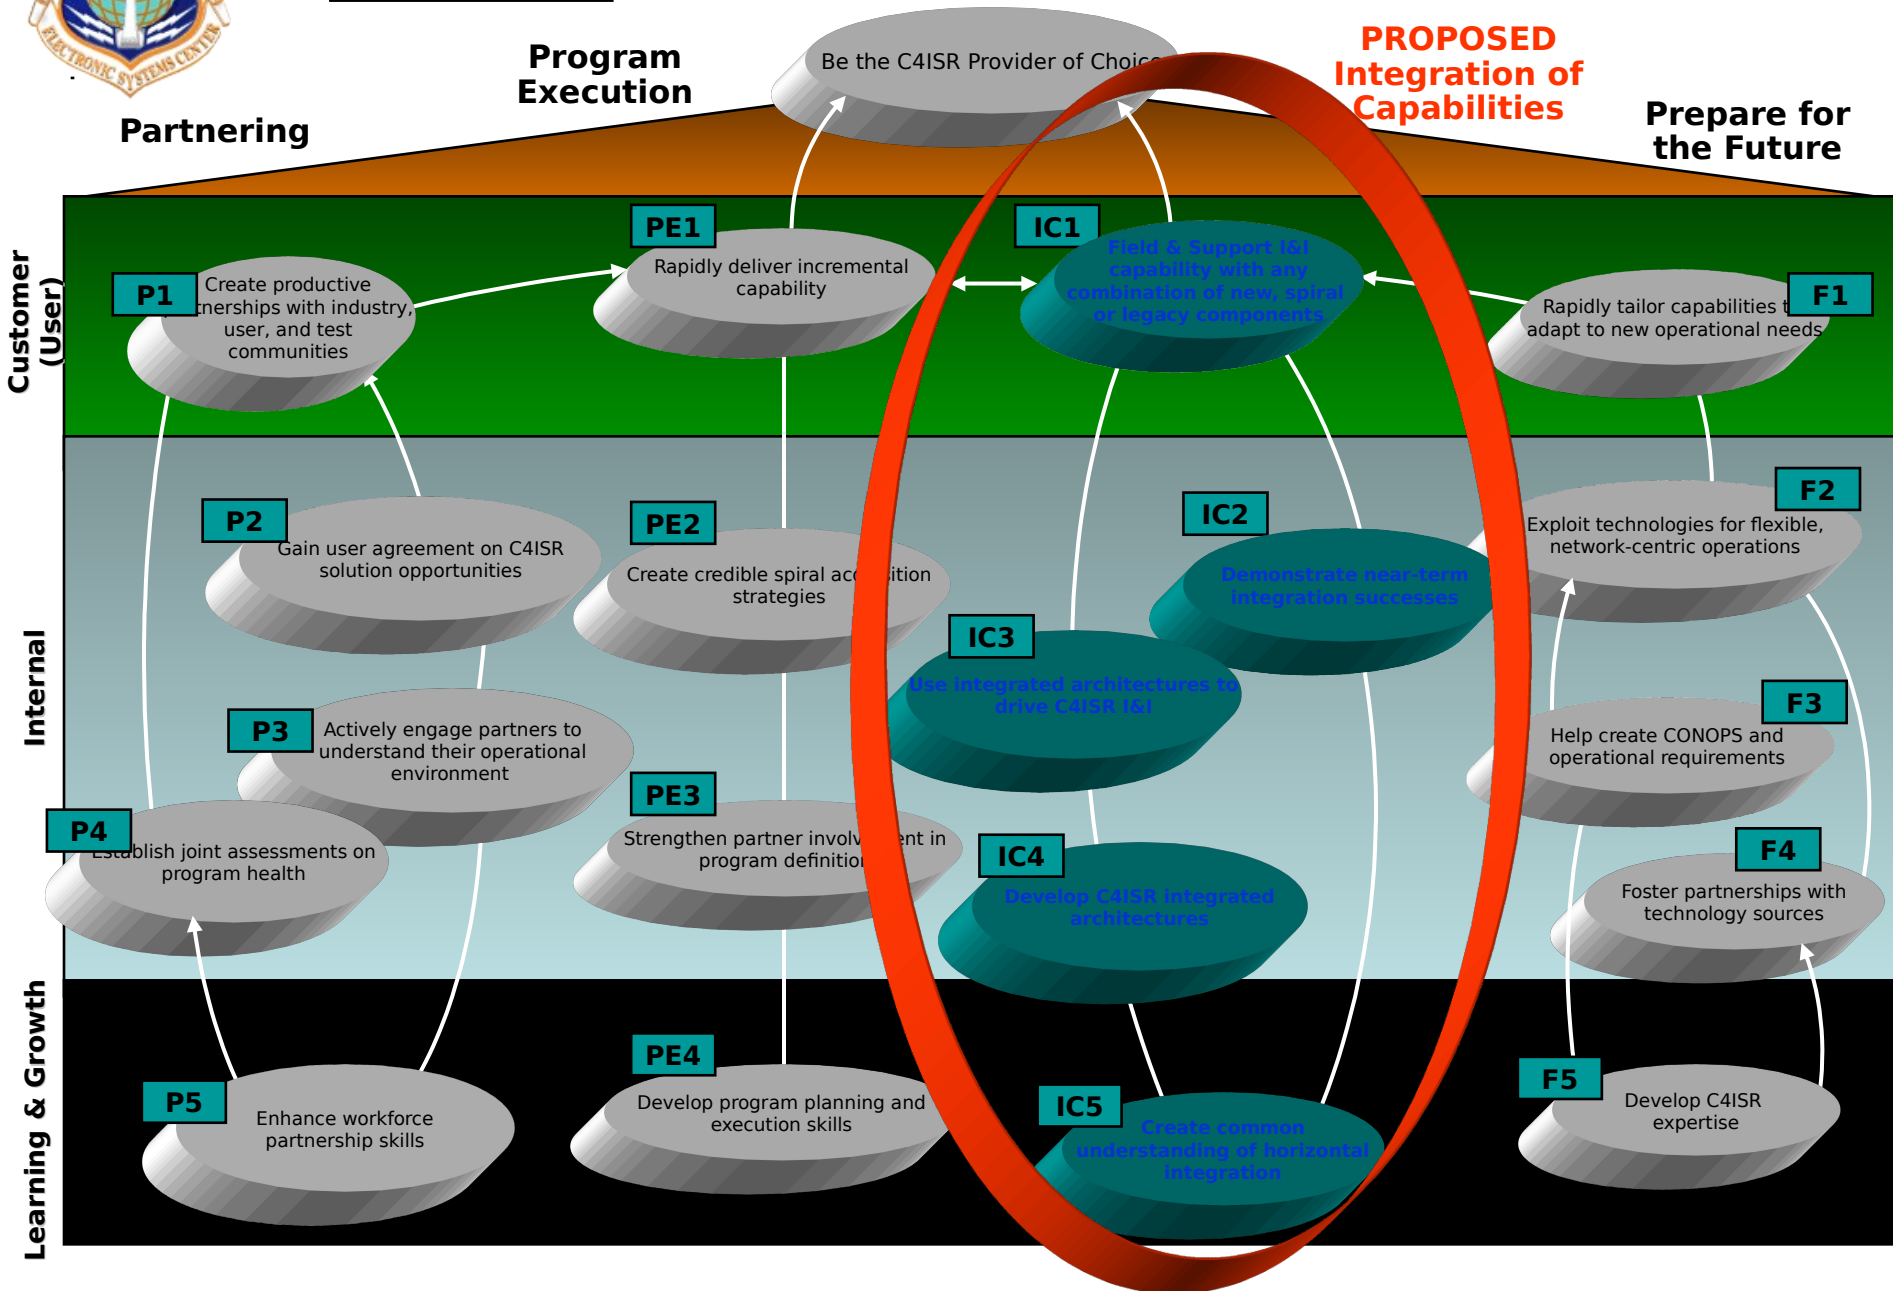 ELECTRONIC SYSTEMS CENTER
Partnering
Program
Execution
Be the C4ISR Provider of Choice
PROPOSED
Integration of
Capabilities
Prepare for
the Future
Customer
(User)
P1
Create productive
user, and test
communities
industry,
PE1
Rapidly deliver incremental
capability
IC1
Field & Support I&I
capability with any
combination of new, spiral
or legacy components
F1
Rapidly tailor capabilities
adapt to new operational needs
Internal
P2
Gain user agreement on C4ISR
solution opportunities
P3
Actively engage partners to
understand their operational
environment
P4
Establish joint assessments on
program health
PE2
Create credible spiral
strategies
PE3
Strengthen partner in
program definition
IC2
Demonstrate near-term
integration successes
IC3
Use integrated architectures to
drive C4ISR I&I
IC4
Develop C4ISR integrated
architectures
F2
Exploit technologies for flexible,
network-centric operations
F3
Help create CONOPS and
operational requirements
F4
Foster partnerships with
technology sources
Learning & Growth
P5
Enhance workforce
partnership skills
PE4
Develop program planning and
execution skills
IC5
Create common
understanding of horizontal
integration
F5
Develop C4ISR
expertise